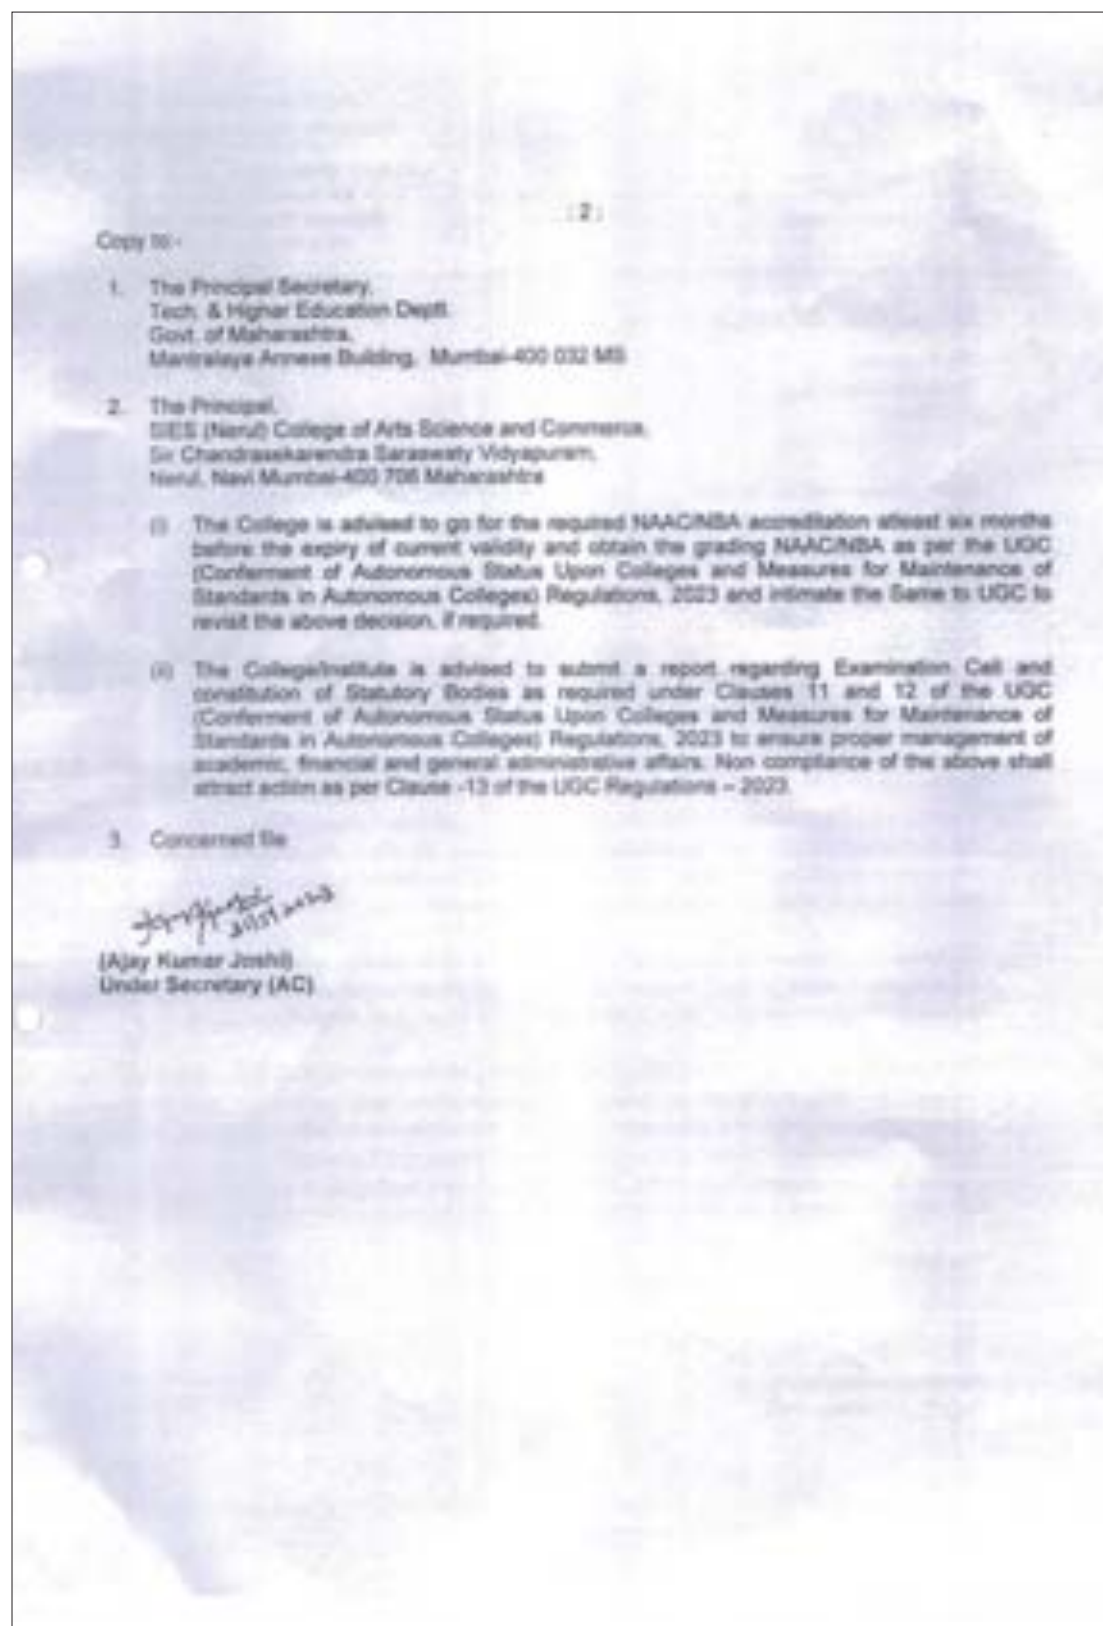 : 2 :
Copy to:-
1. The Principal Secretary,
Tech. & Higher Education Deptt.
Govt. of Maharashtra,
Mantralaya Annexe Building, Mumbai-400 032 MS
2. The Principal,
SIES (Nerul) College of Arts Science and Commerce,
Sir Chandrasekarendra Saraswaty Vidyapuram,
Nerul, Navi Mumbai-400 706 Maharashtra
(i) The College is advised to go for the required NAAC/NBA accreditation atleast six months
before the expiry of current validity and obtain the grading NAAC/NBA as per the UGC
(Conferment of Autonomous Status Upon Colleges and Measures for Maintenance of
Standards in Autonomous Colleges) Regulations, 2023 and intimate the Same to UGC to
revisit the above decision, if required.
(ii) The College/Institute is advised to submit a report regarding Examination Cell and
constitution of Statutory Bodies as required under Clauses 11 and 12 of the UGC
(Conferment of Autonomous Status Upon Colleges and Measures for Maintenance of
Standards in Autonomous Colleges) Regulations, 2023 to ensure proper management of
academic, financial and general administrative affairs. Non compliance of the above shall
attract action as per Clause -13 of the UGC Regulations – 2023.
3. Concerned file
(Ajay Kumar Joshi)
Under Secretary (AC)